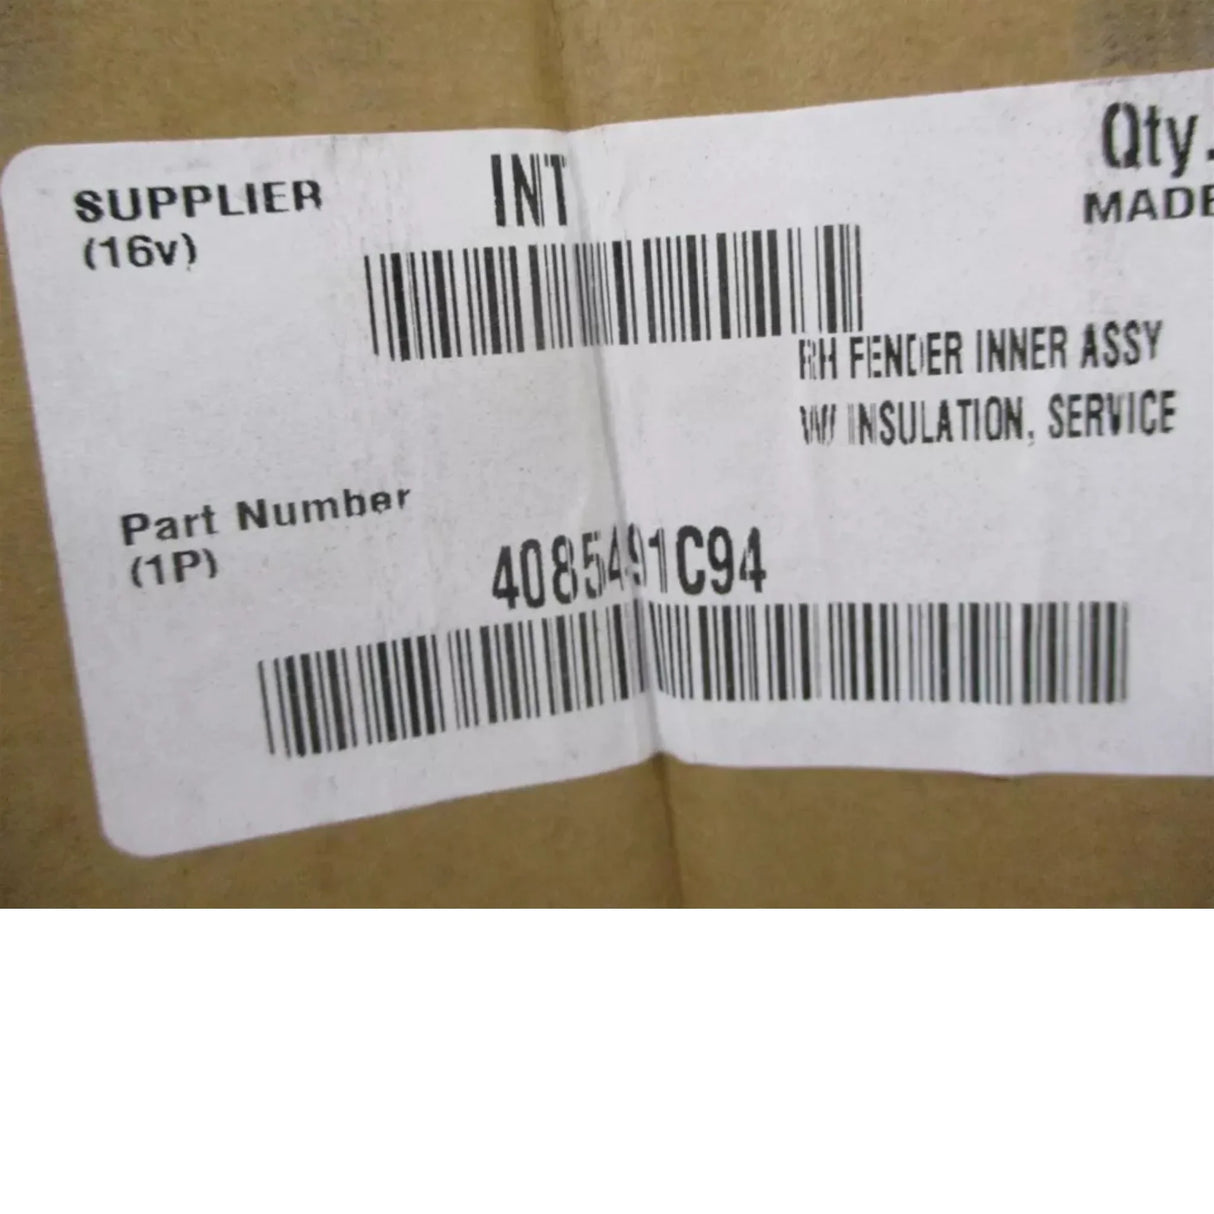 SUPPLIER INT Qty.
(16v) MADE
RH FENDER INNER ASSY
W/ INSULATION, SERVICE
Part Number
(1P) 4085491C94